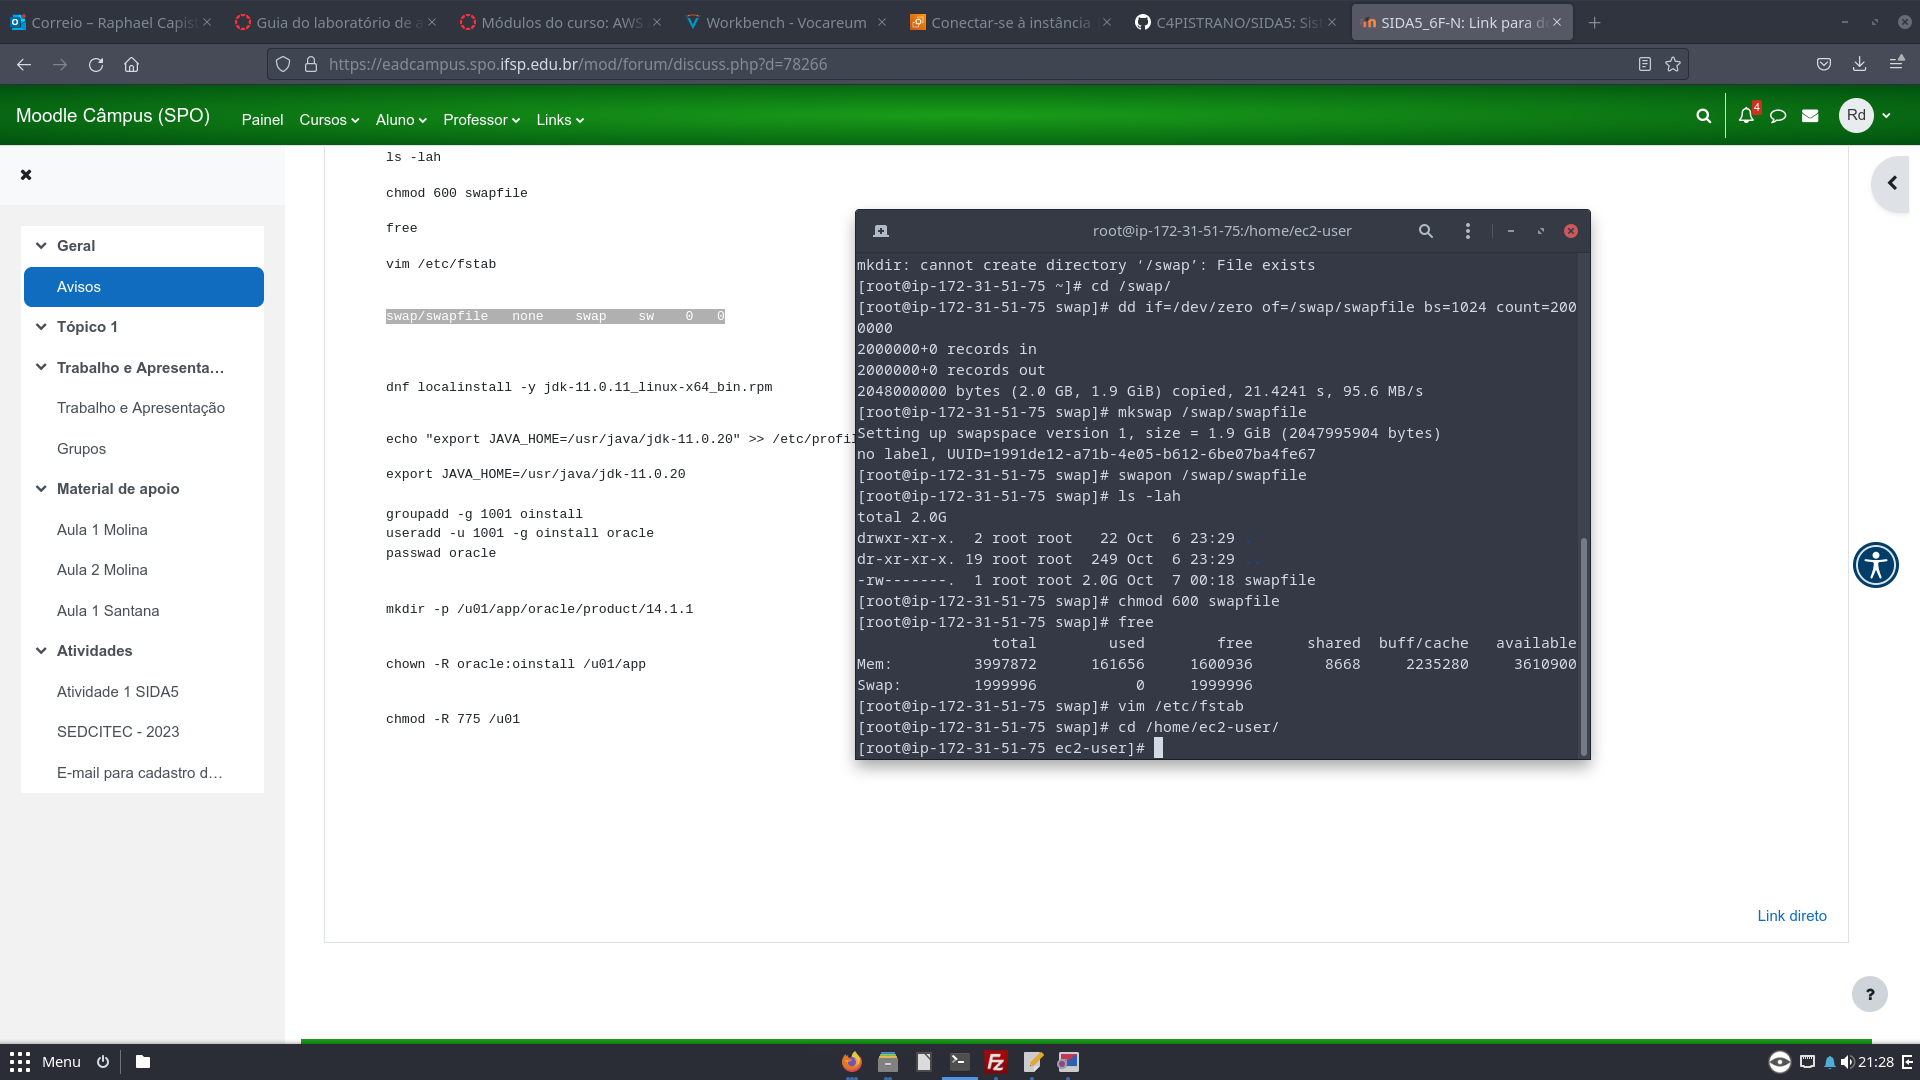 Correio – Raphael Capis
Guia do laboratório de a
Módulos do curso: AWS
Workbench - Vocareum
Conectar-se à instância
C4PISTRANO/SIDA5: Sis
SIDA5_6F-N: Link para do
https://eadcampus.spo.ifsp.edu.br/mod/forum/discuss.php?d=78266
Moodle Câmpus (SPO)
Painel
Cursos
Aluno
Professor
Links
4
Rd
Geral
Avisos
Tópico 1
Trabalho e Apresenta...
Trabalho e Apresentação
Grupos
Material de apoio
Aula 1 Molina
Aula 2 Molina
Aula 1 Santana
Atividades
Atividade 1 SIDA5
SEDCITEC - 2023
E-mail para cadastro d...
ls -lah
chmod 600 swapfile
free
vim /etc/fstab
swap/swapfile none swap sw 0 0
dnf localinstall -y jdk-11.0.11_linux-x64_bin.rpm
echo "export JAVA_HOME=/usr/java/jdk-11.0.20" >> /etc/profil
export JAVA_HOME=/usr/java/jdk-11.0.20
groupadd -g 1001 oinstall
useradd -u 1001 -g oinstall oracle
passwad oracle
mkdir -p /u01/app/oracle/product/14.1.1
chown -R oracle:oinstall /u01/app
chmod -R 775 /u01
root@ip-172-31-51-75:/home/ec2-user
mkdir: cannot create directory ‘/swap’: File exists
[root@ip-172-31-51-75 ~]# cd /swap/
[root@ip-172-31-51-75 swap]# dd if=/dev/zero of=/swap/swapfile bs=1024 count=200
0000
2000000+0 records in
2000000+0 records out
2048000000 bytes (2.0 GB, 1.9 GiB) copied, 21.4241 s, 95.6 MB/s
[root@ip-172-31-51-75 swap]# mkswap /swap/swapfile
Setting up swapspace version 1, size = 1.9 GiB (2047995904 bytes)
no label, UUID=1991de12-a71b-4e05-b612-6be07ba4fe67
[root@ip-172-31-51-75 swap]# swapon /swap/swapfile
[root@ip-172-31-51-75 swap]# ls -lah
total 2.0G
drwxr-xr-x. 2 root root 22 Oct 6 23:29 .
dr-xr-xr-x. 19 root root 249 Oct 6 23:29 ..
-rw-------. 1 root root 2.0G Oct 7 00:18 swapfile
[root@ip-172-31-51-75 swap]# chmod 600 swapfile
[root@ip-172-31-51-75 swap]# free
total used free shared buff/cache available
Mem: 3997872 161656 1600936 8668 2235280 3610900
Swap: 1999996 0 1999996
[root@ip-172-31-51-75 swap]# vim /etc/fstab
[root@ip-172-31-51-75 swap]# cd /home/ec2-user/
[root@ip-172-31-51-75 ec2-user]#
Link direto
?
Menu
Fz
21:28